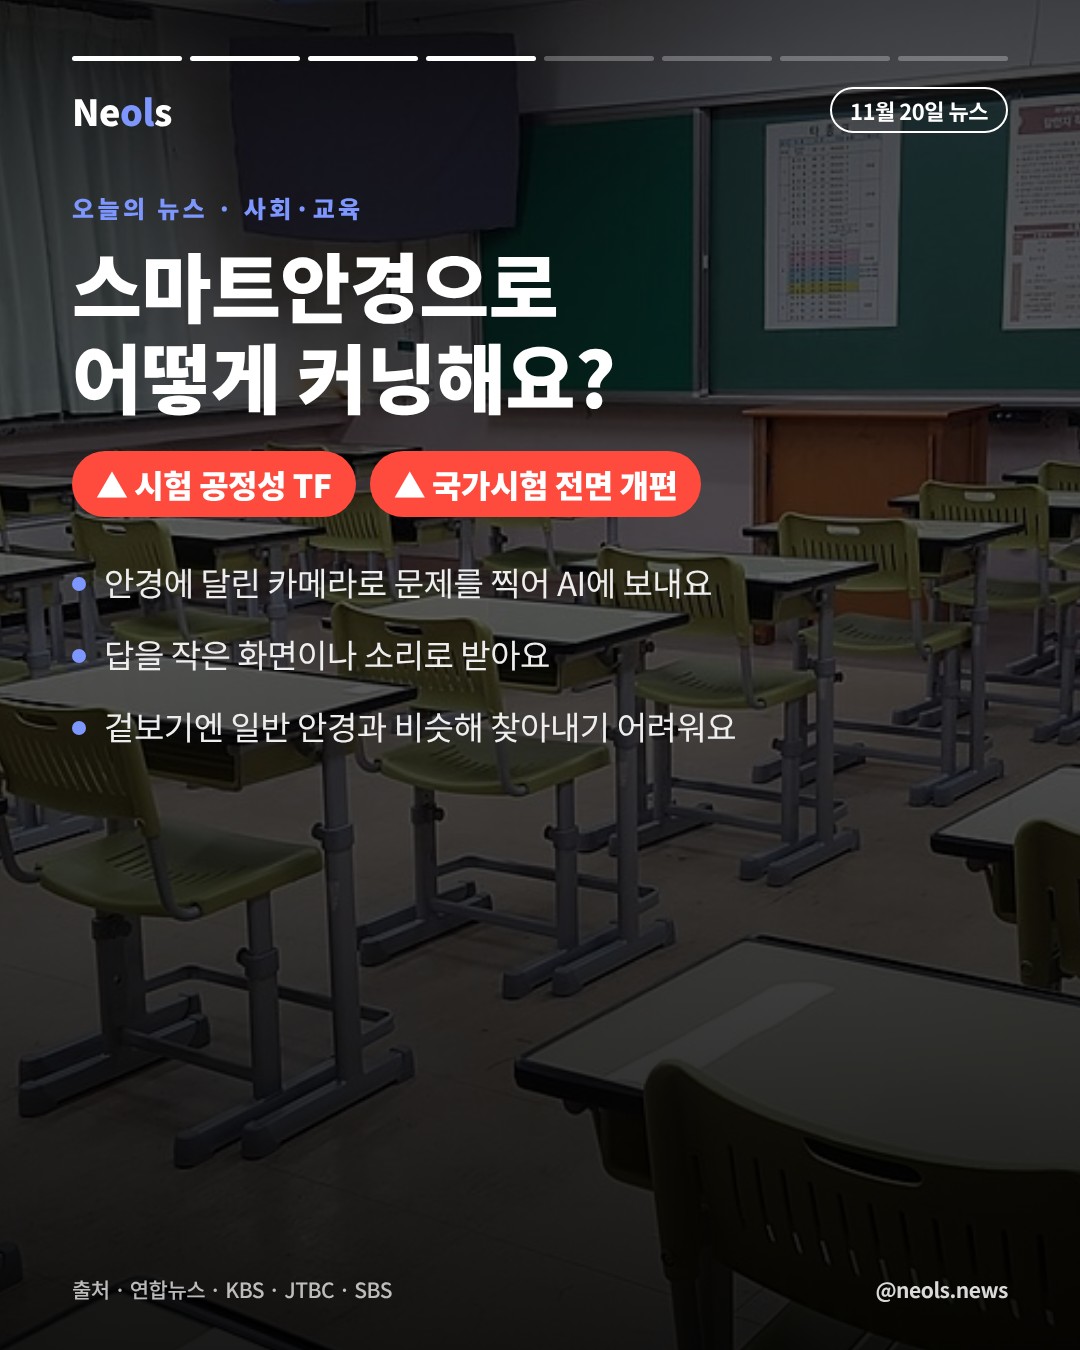 Neols
11월 20일 뉴스
오늘의 뉴스 · 사회·교육
스마트안경으로
어떻게 커닝해요?
▲ 시험 공정성 TF
▲ 국가시험 전면 개편
안경에 달린 카메라로 문제를 찍어 AI에 보내요
답을 작은 화면이나 소리로 받아요
겉보기엔 일반 안경과 비슷해 찾아내기 어려워요
출처 · 연합뉴스 · KBS · JTBC · SBS
@neols.news